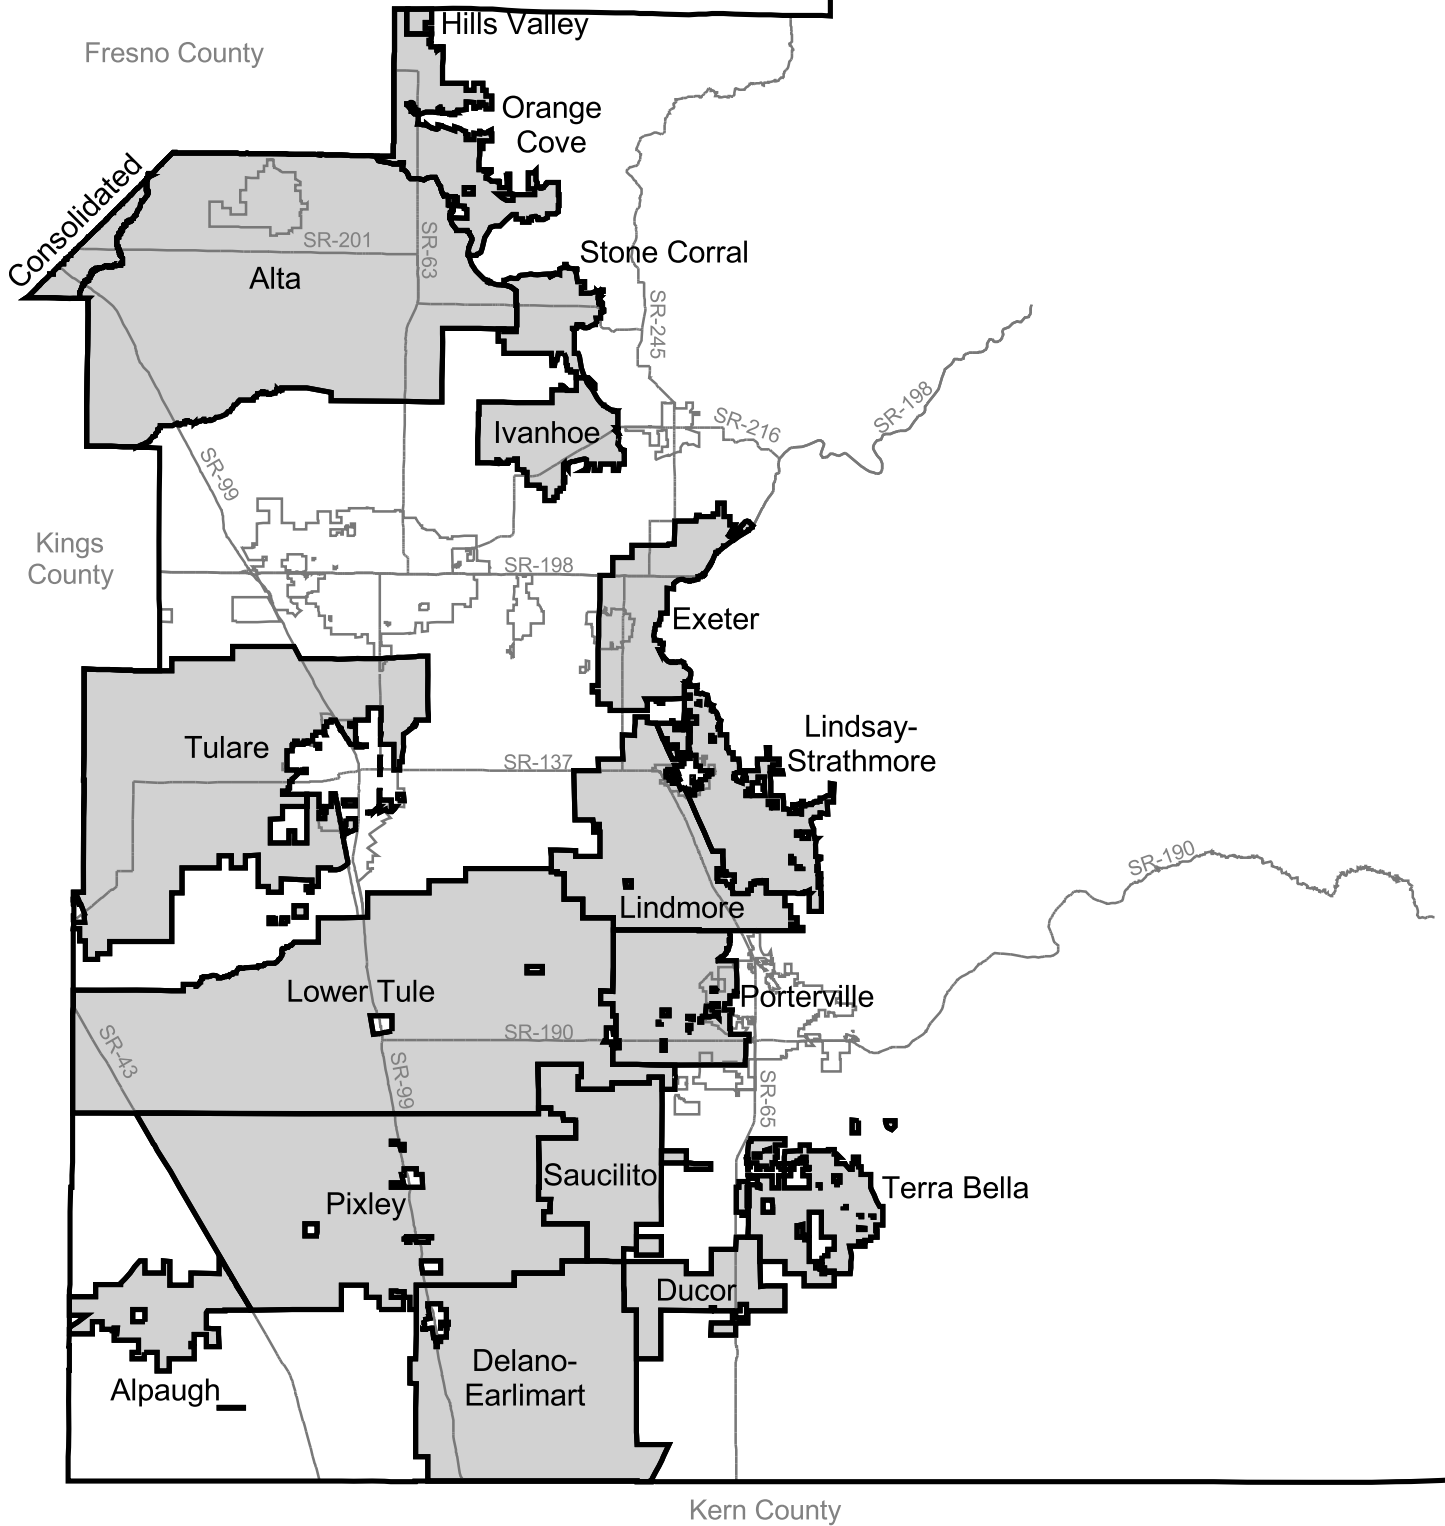 Hills Valley
Fresno County
Orange
Cove
Consolidated
SR-201
SR-63
Stone Corral
Alta
SR-245
SR-198
SR-216
Ivanhoe
SR-99
Kings
County
SR-198
Exeter
Lindsay-
Strathmore
Tulare
SR-137
SR-190
Lindmore
Lower Tule
Porterville
SR-190
SR-43
SR-99
SR-65
Saucilito
Terra Bella
Pixley
Ducor
Delano-
Earlimart
Alpaugh
Kern County